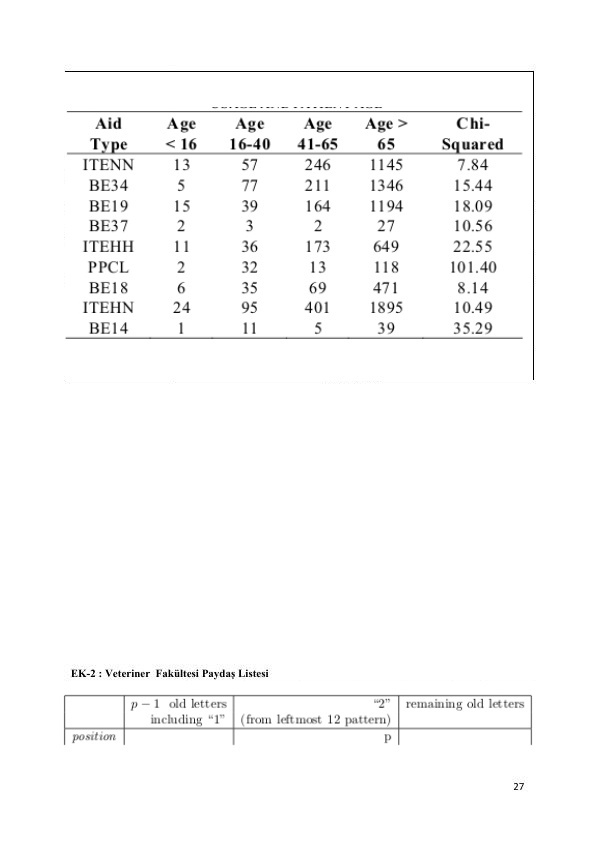 Aid Type Age < 16 Age 16-40 Age 41-65 Age > 65 Chi-Squared
ITENN 13 57 246 1145 7.84
BE34 5 77 211 1346 15.44
BE19 15 39 164 1194 18.09
BE37 2 3 2 27 10.56
ITEHH 11 36 173 649 22.55
PPCL 2 32 13 118 101.40
BE18 6 35 69 471 8.14
ITEHN 24 95 401 1895 10.49
BE14 1 11 5 39 35.29
EK-2 : Veteriner Fakültesi Paydaş Listesi
p − 1 old letters “2” remaining old letters
including “1” (from leftmost 12 pattern)
position p
27